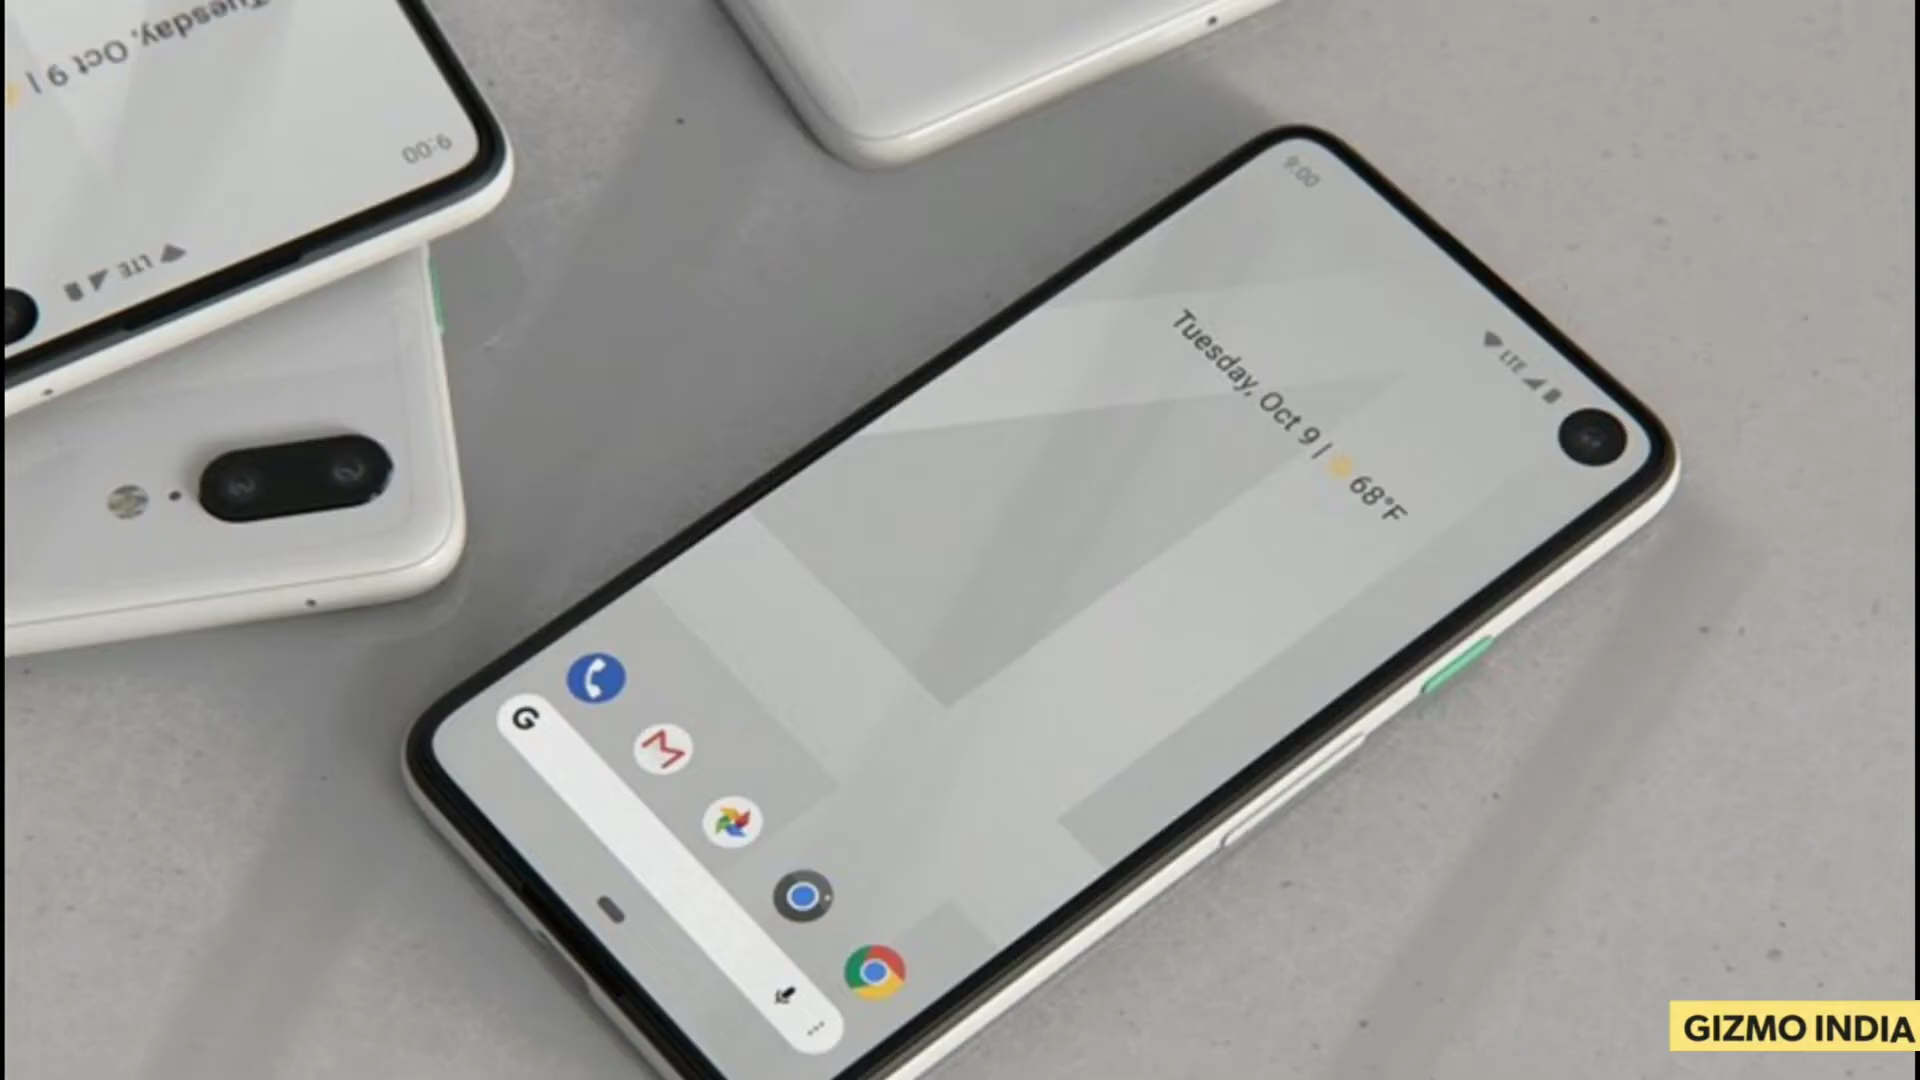 Tuesday, Oct 9 |
9:00
LTE
9:00
LTE
Tuesday, Oct 9 | 68°F
G
GIZMO INDIA